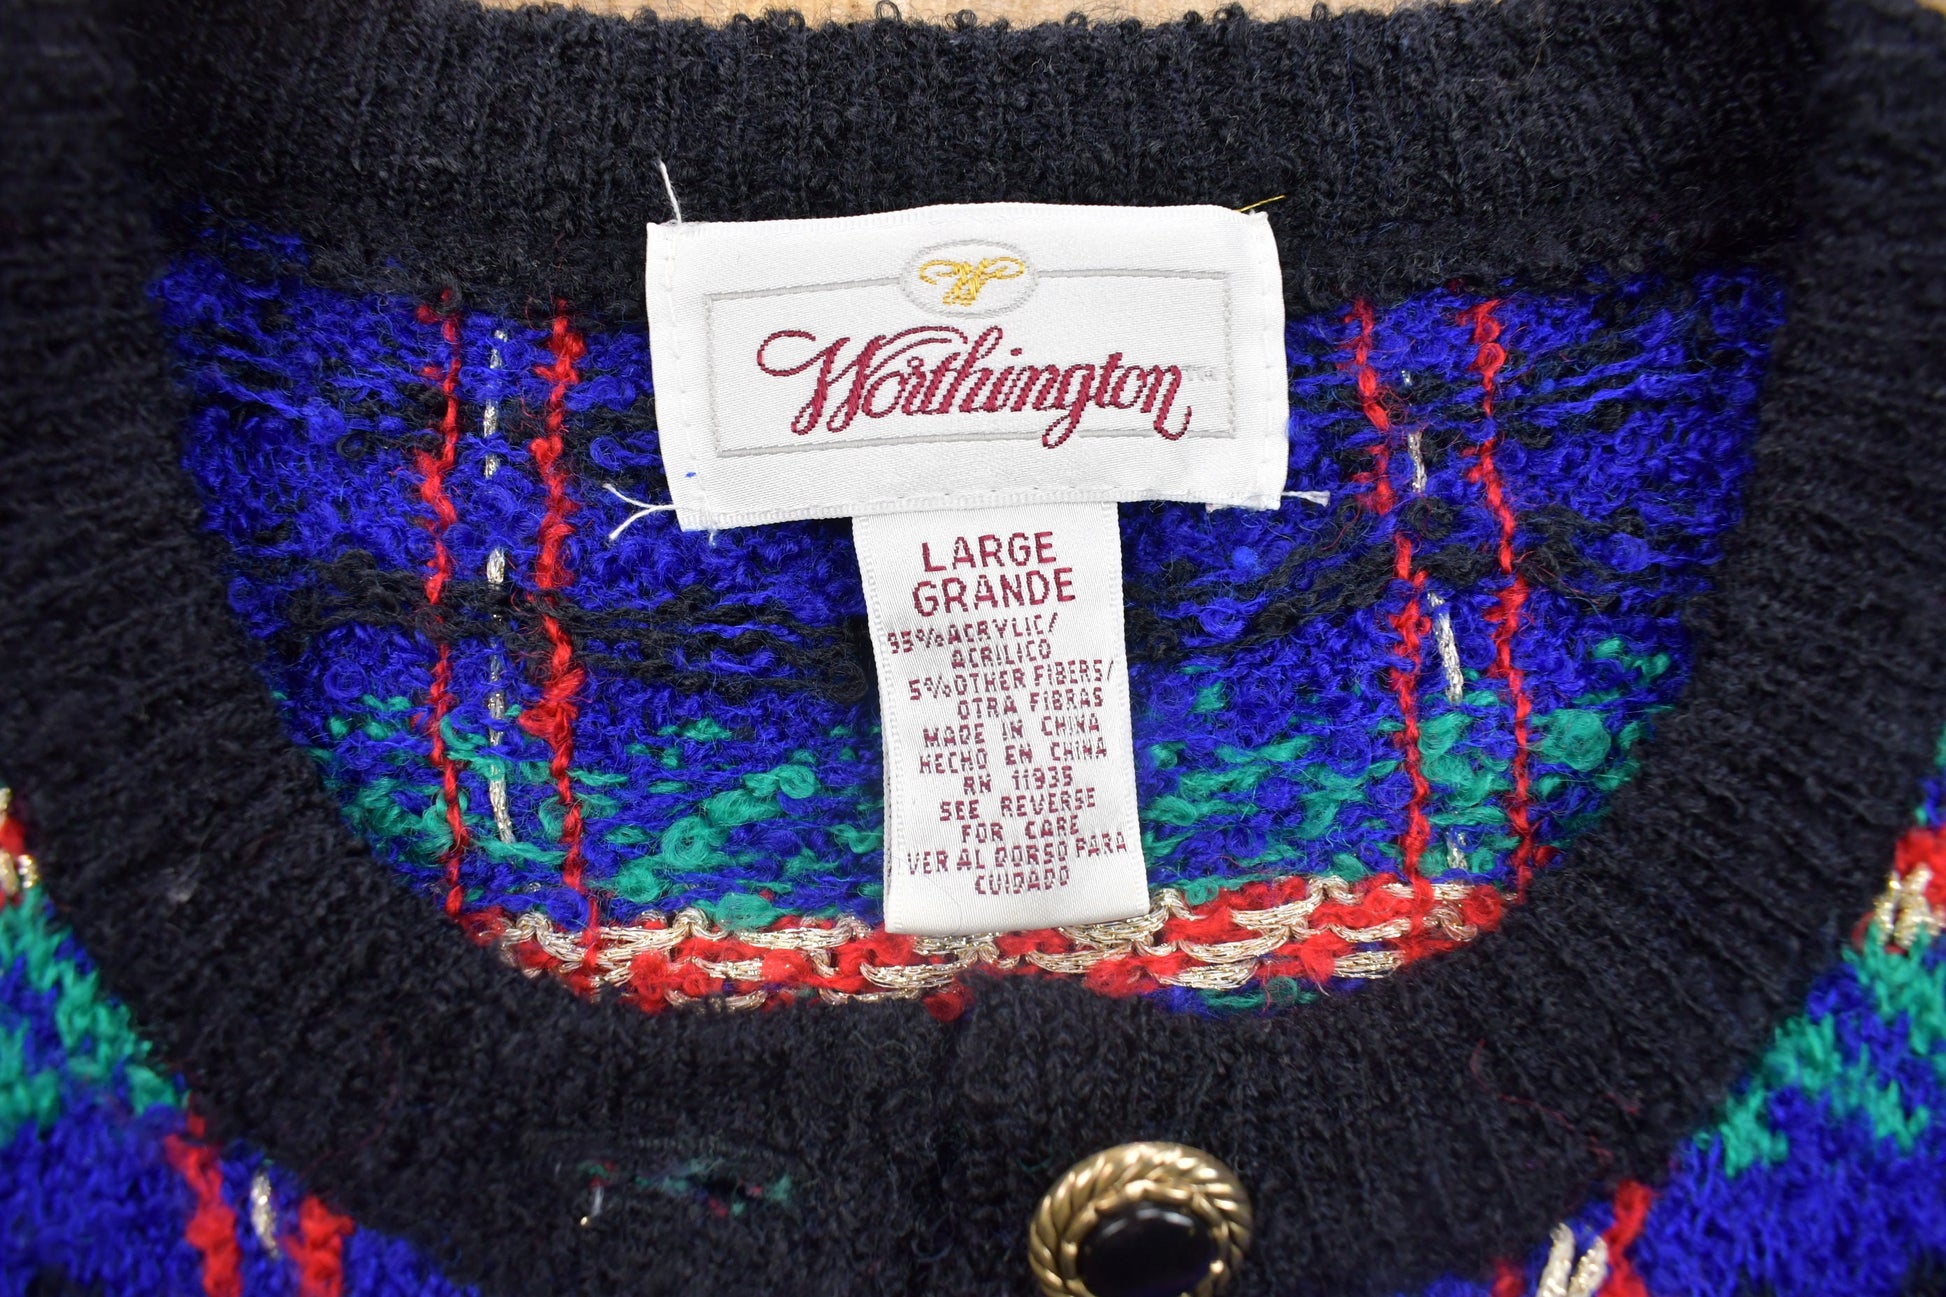 Worthington™
LARGE
GRANDE
95% ACRYLIC/
ACRILICO
5% OTHER FIBERS/
OTRA FIBRAS
MADE IN CHINA
HECHO EN CHINA
RN 11935
SEE REVERSE
FOR CARE
VER AL DORSO PARA
CUIDADO